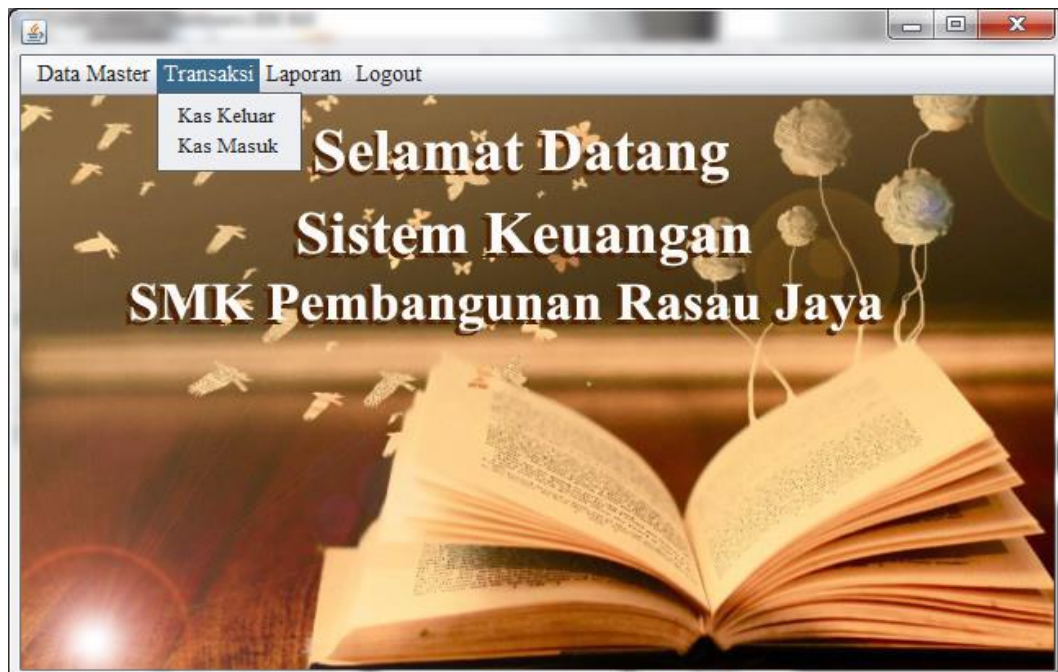 Data Master Transaksi Laporan Logout
Kas Keluar
Kas Masuk
Selamat Datang
Sistem Keuangan
SMK Pembangunan Rasau Jaya